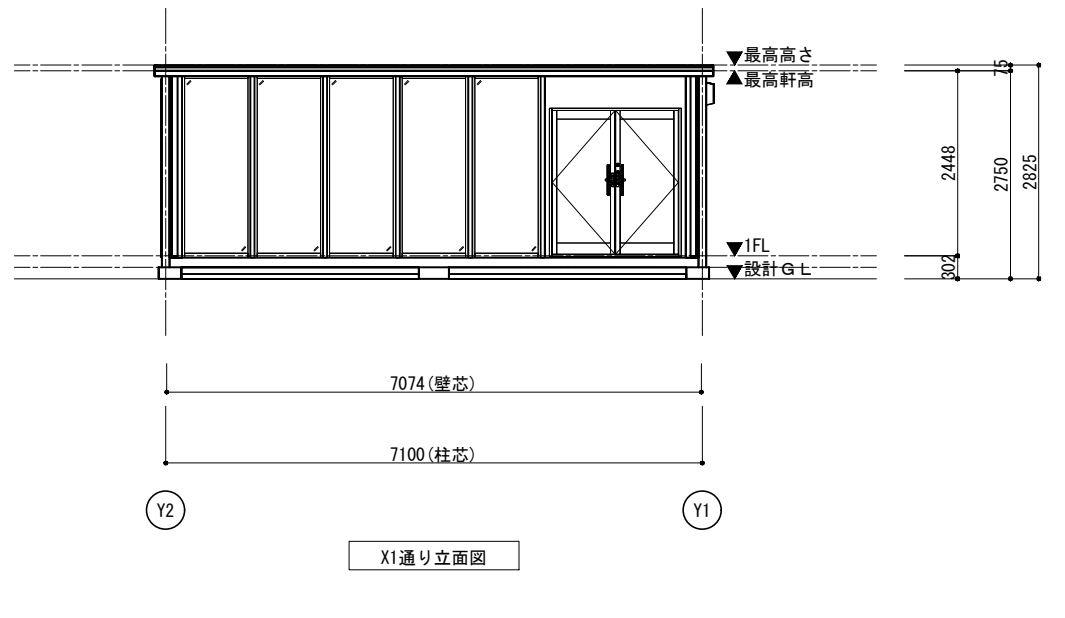 ▼最高高さ
▲最高軒高
75
2448
2750
2825
▼1FL
302
▼設計ＧＬ
7074(壁芯)
7100(柱芯)
Y2
Y1
X1通り立面図